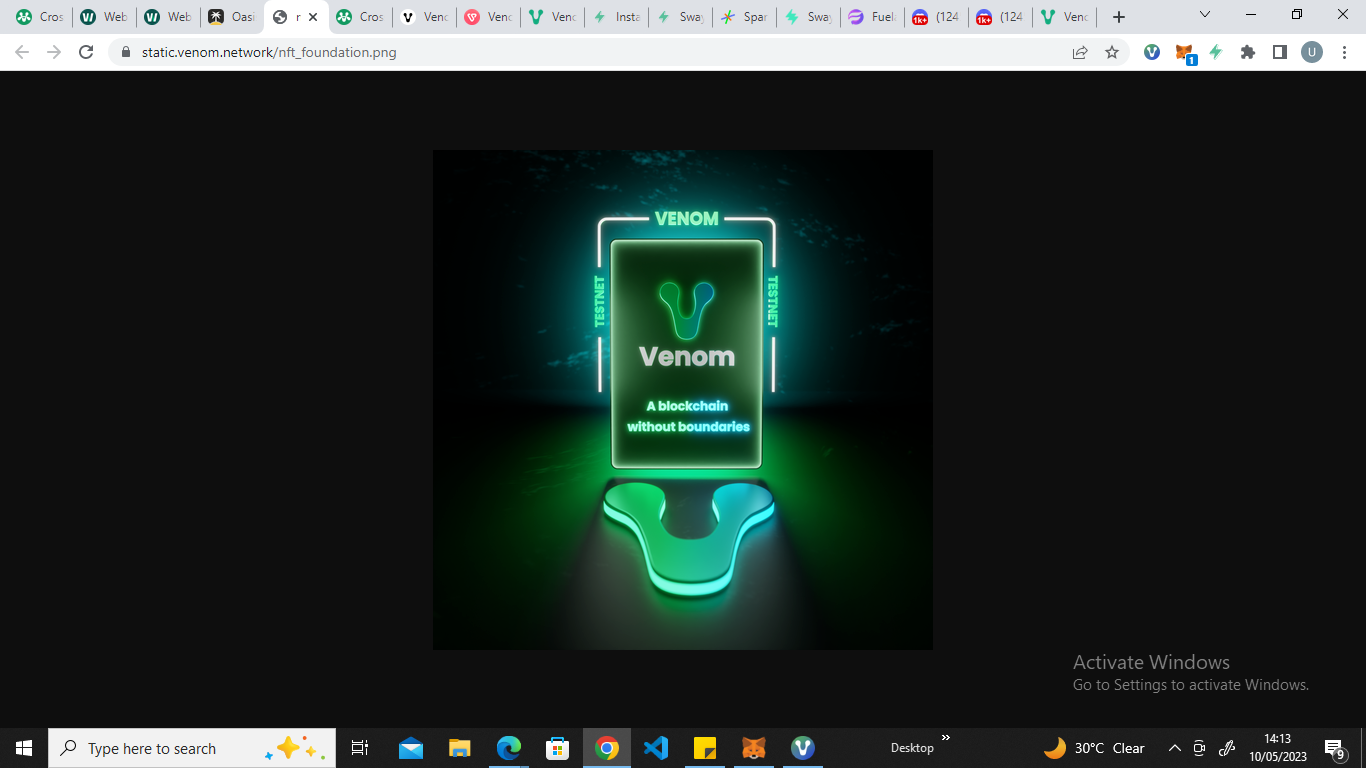 Cros
Web
Web
Oasi
r
Cros
Venc
Venc
Venc
Insta
Sway
Spar
Sway
Fuel
(124
(124
Venc
static.venom.network/nft_foundation.png
U
1
VENOM
TESTNET
TESTNET
Venom
A blockchain
without boundaries
Activate Windows
Go to Settings to activate Windows.
Type here to search
Desktop
30°C Clear
14:13
10/05/2023
9